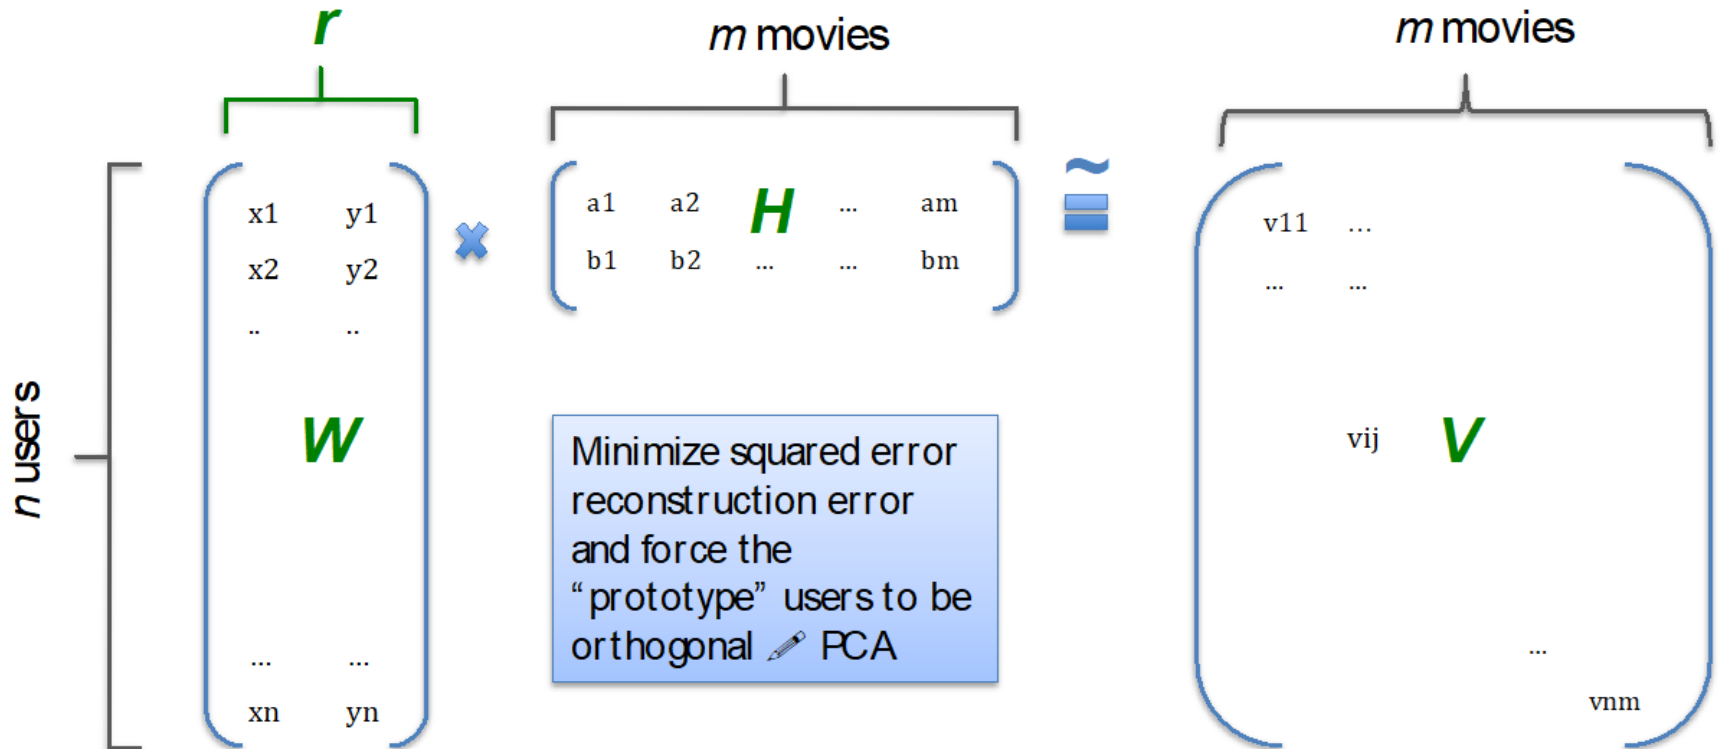 r
m movies
m movies
n users
x1 y1
x2 y2
.. ..
W
... ...
xn yn
a1 a2 H ... am
b1 b2 ... ... bm
Minimize squared error
reconstruction error
and force the
“prototype” users to be
orthogonal ✏ PCA
v11 ...
... ...
vij V
...
vnm